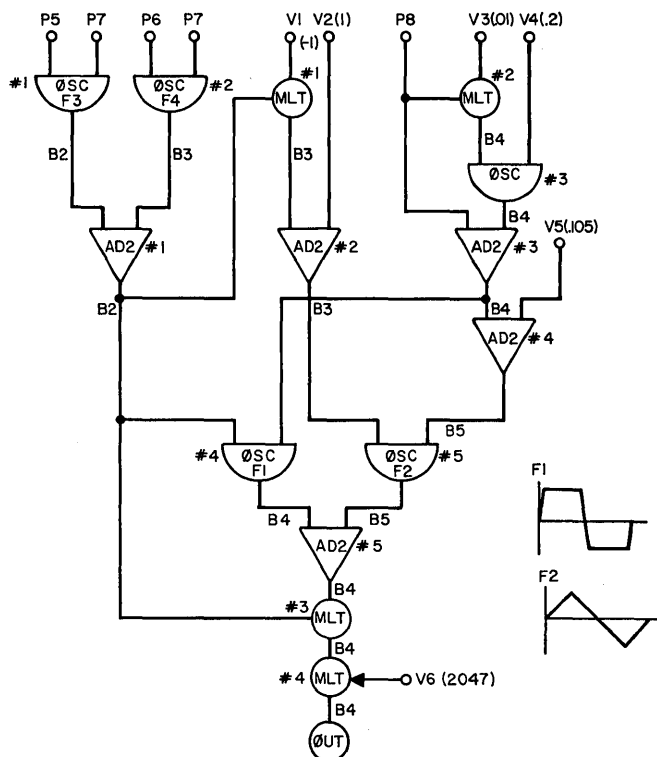 P5 P7 P6 P7 V1 V2(1) P8 V3(.01) V4(.2)
(-1)
#1 ØSC F3
ØSC F4 #2
#1 MLT
#2 MLT
B2 B3 B3 B4
ØSC #3
B4
V5(.105)
AD2 #1
AD2 #2
AD2 #3
B2 B3 B4
AD2 #4
B5
#4 ØSC F1
ØSC F2 #5
F1
B4 B5
AD2 #5
F2
B4
#3 MLT
B4
#4 MLT V6 (2047)
B4
ØUT